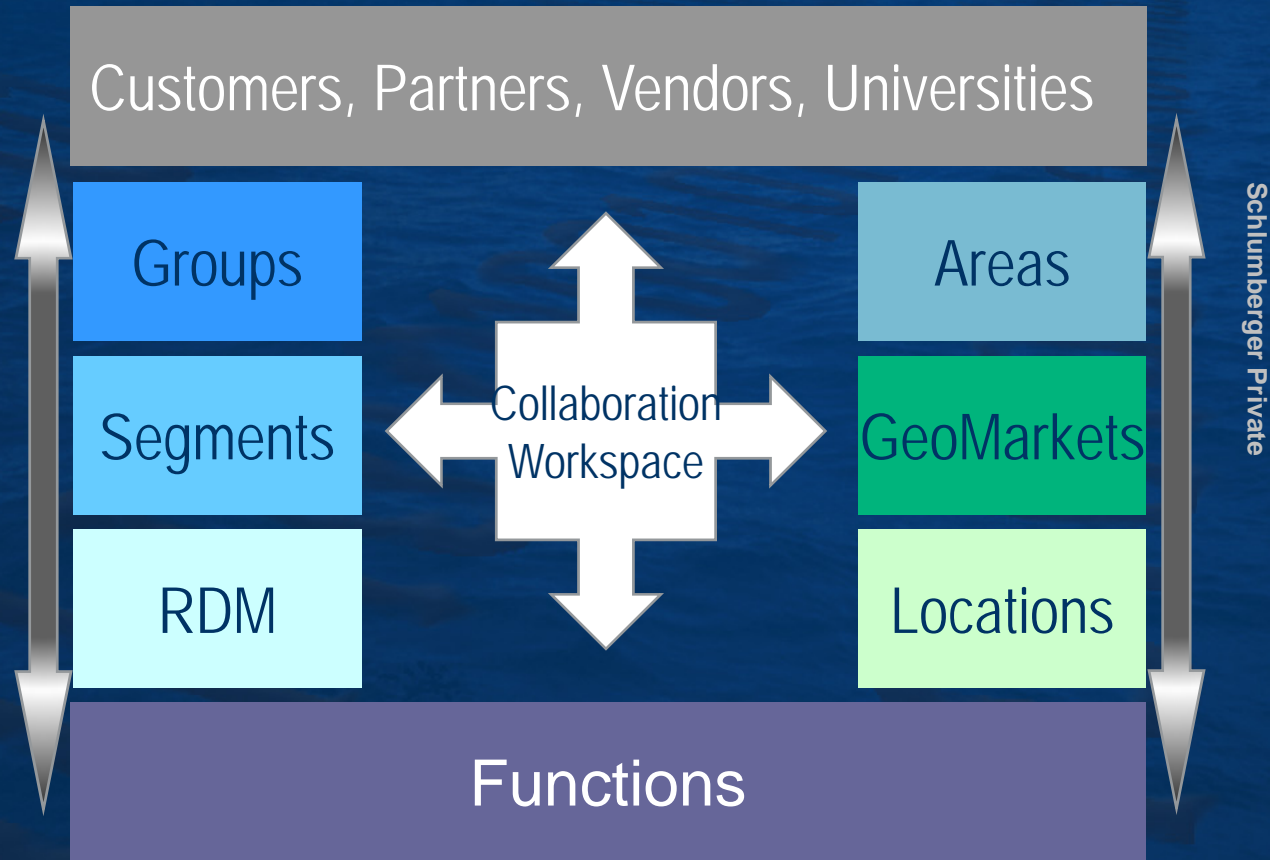 Customers, Partners, Vendors, Universities
Groups
Areas
Segments
Collaboration
Workspace
GeoMarkets
RDM
Locations
Functions
Schlumberger Private